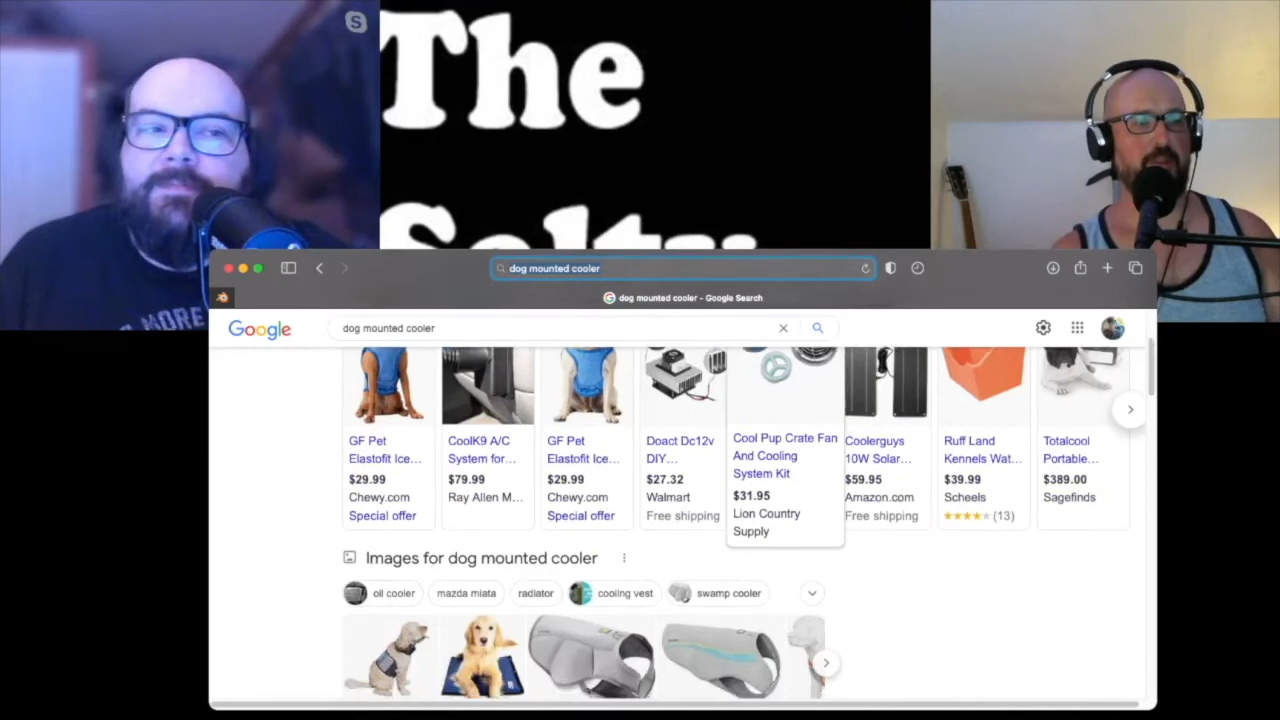 S
The
Salty
MORE
dog mounted cooler
dog mounted cooler - Google Search
Google
dog mounted cooler
GF Pet
Elastofit Ice...
$29.99
Chewy.com
Special offer
CoolK9 A/C
System for...
$79.99
Ray Allen M...
GF Pet
Elastofit Ice...
$29.99
Chewy.com
Special offer
Doact Dc12v
DIY...
$27.32
Walmart
Free shipping
Cool Pup Crate Fan
And Cooling
System Kit
$31.95
Lion Country
Supply
Coolerguys
10W Solar...
$59.95
Amazon.com
Free shipping
Ruff Land
Kennels Wat...
$39.99
Scheels
(13)
Totalcool
Portable...
$389.00
Sagefinds
Images for dog mounted cooler
oil cooler
mazda miata
radiator
cooling vest
swamp cooler